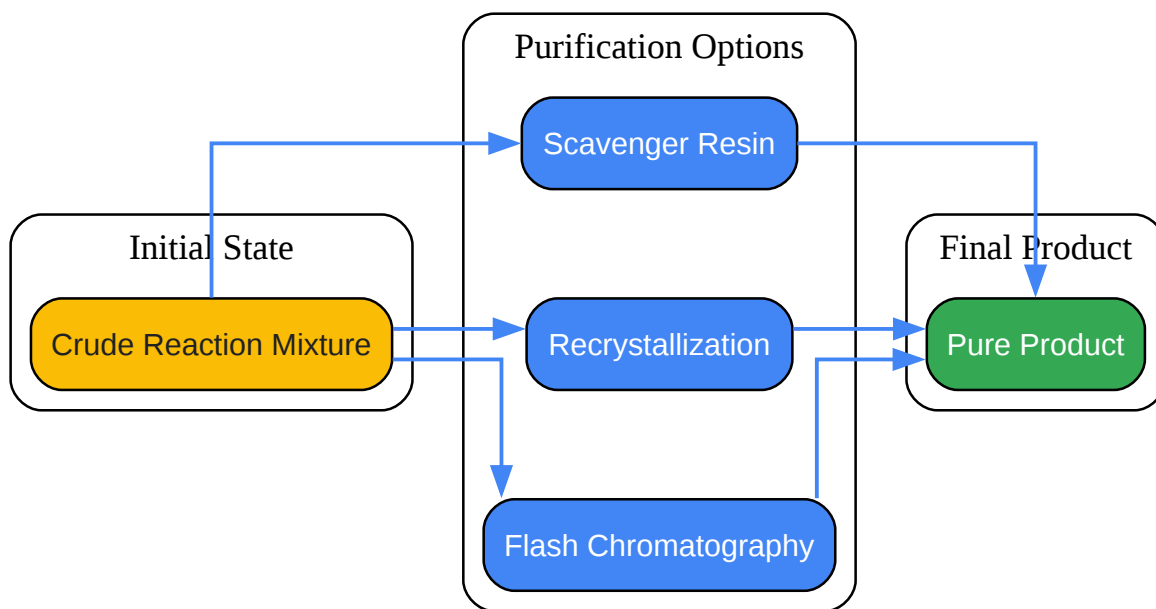 Purification Options
Scavenger Resin
Initial State
Final Product
Crude Reaction Mixture
Recrystallization
Pure Product
Flash Chromatography